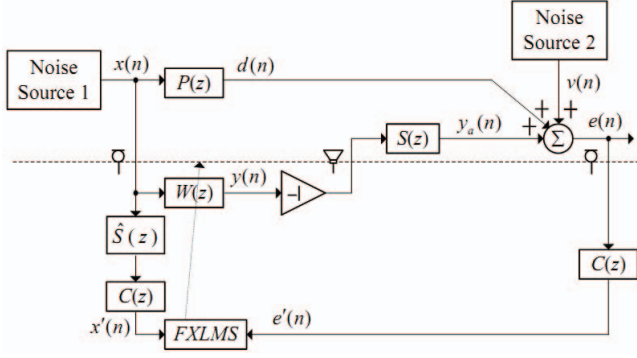 Noise
Source 1
x(n)
P(z)
d(n)
Noise
Source 2
v(n)
+
+
+
Σ
e(n)
S(z)
y_a(n)
W(z)
y(n)
-1
Ŝ(z)
C(z)
C(z)
x'(n)
FXLMS
e'(n)